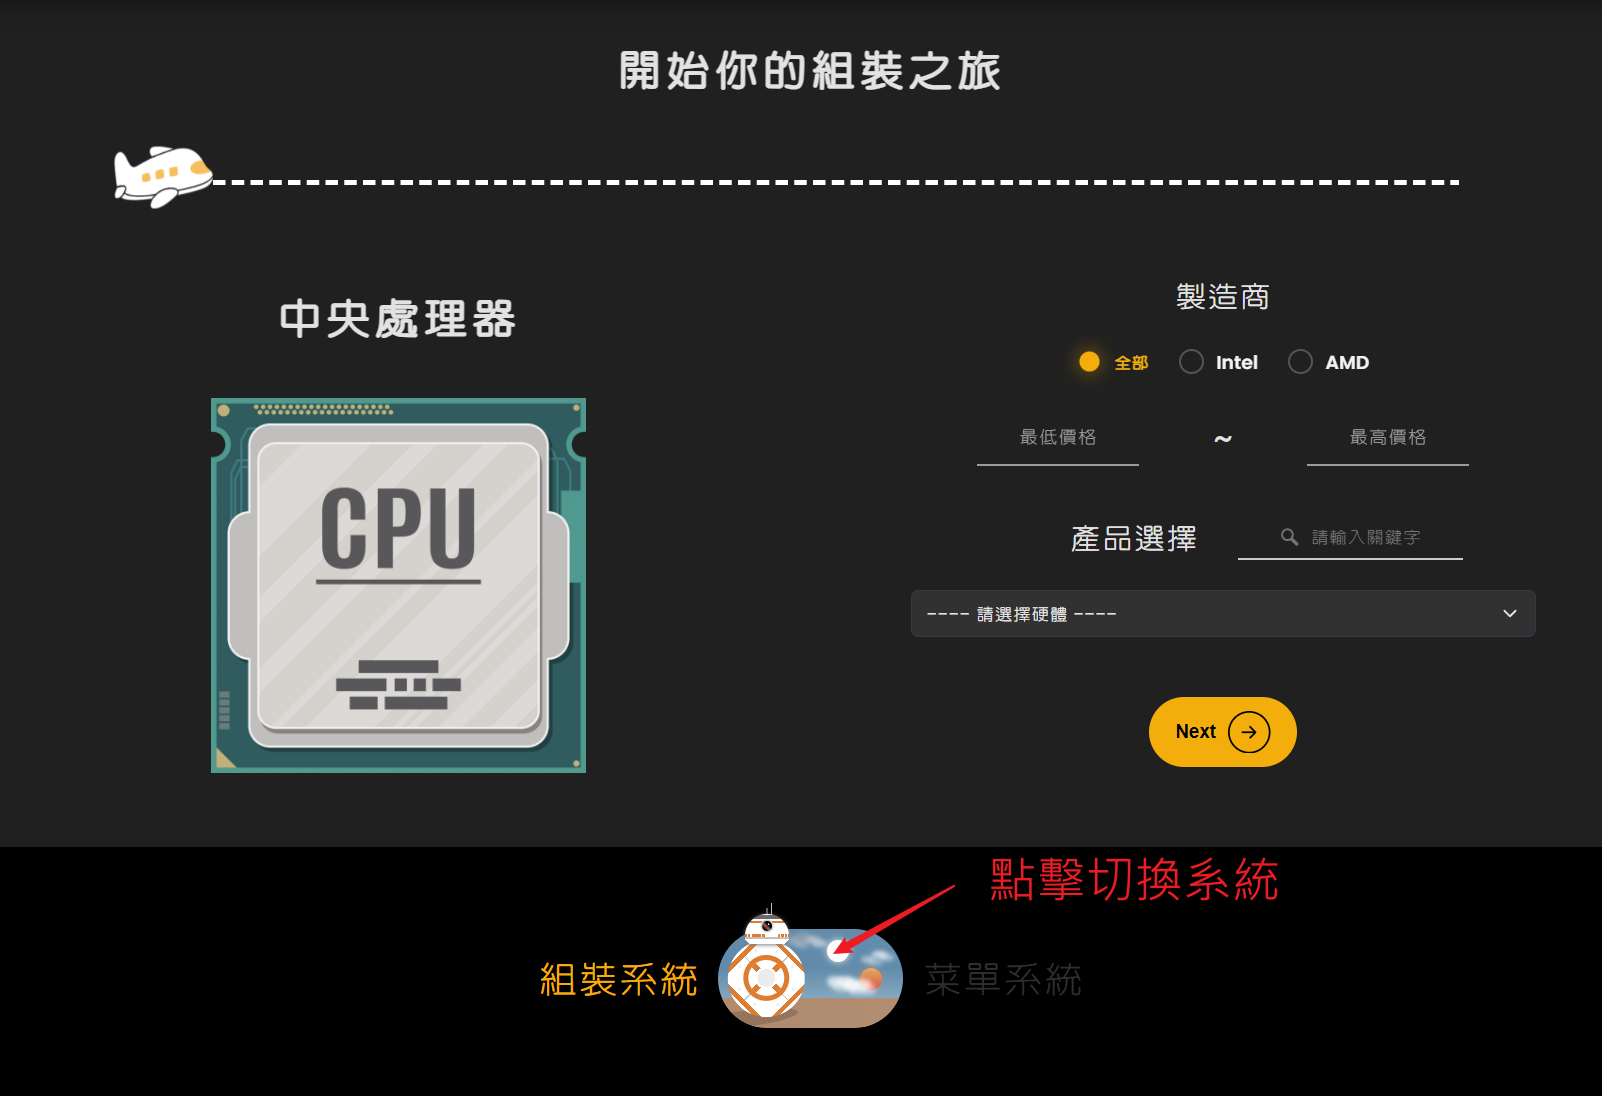 開始你的組裝之旅
中央處理器
CPU
製造商
全部 Intel AMD
最低價格 ~ 最高價格
產品選擇 請輸入關鍵字
---- 請選擇硬體 ----
Next
點擊切換系統
組裝系統 菜單系統